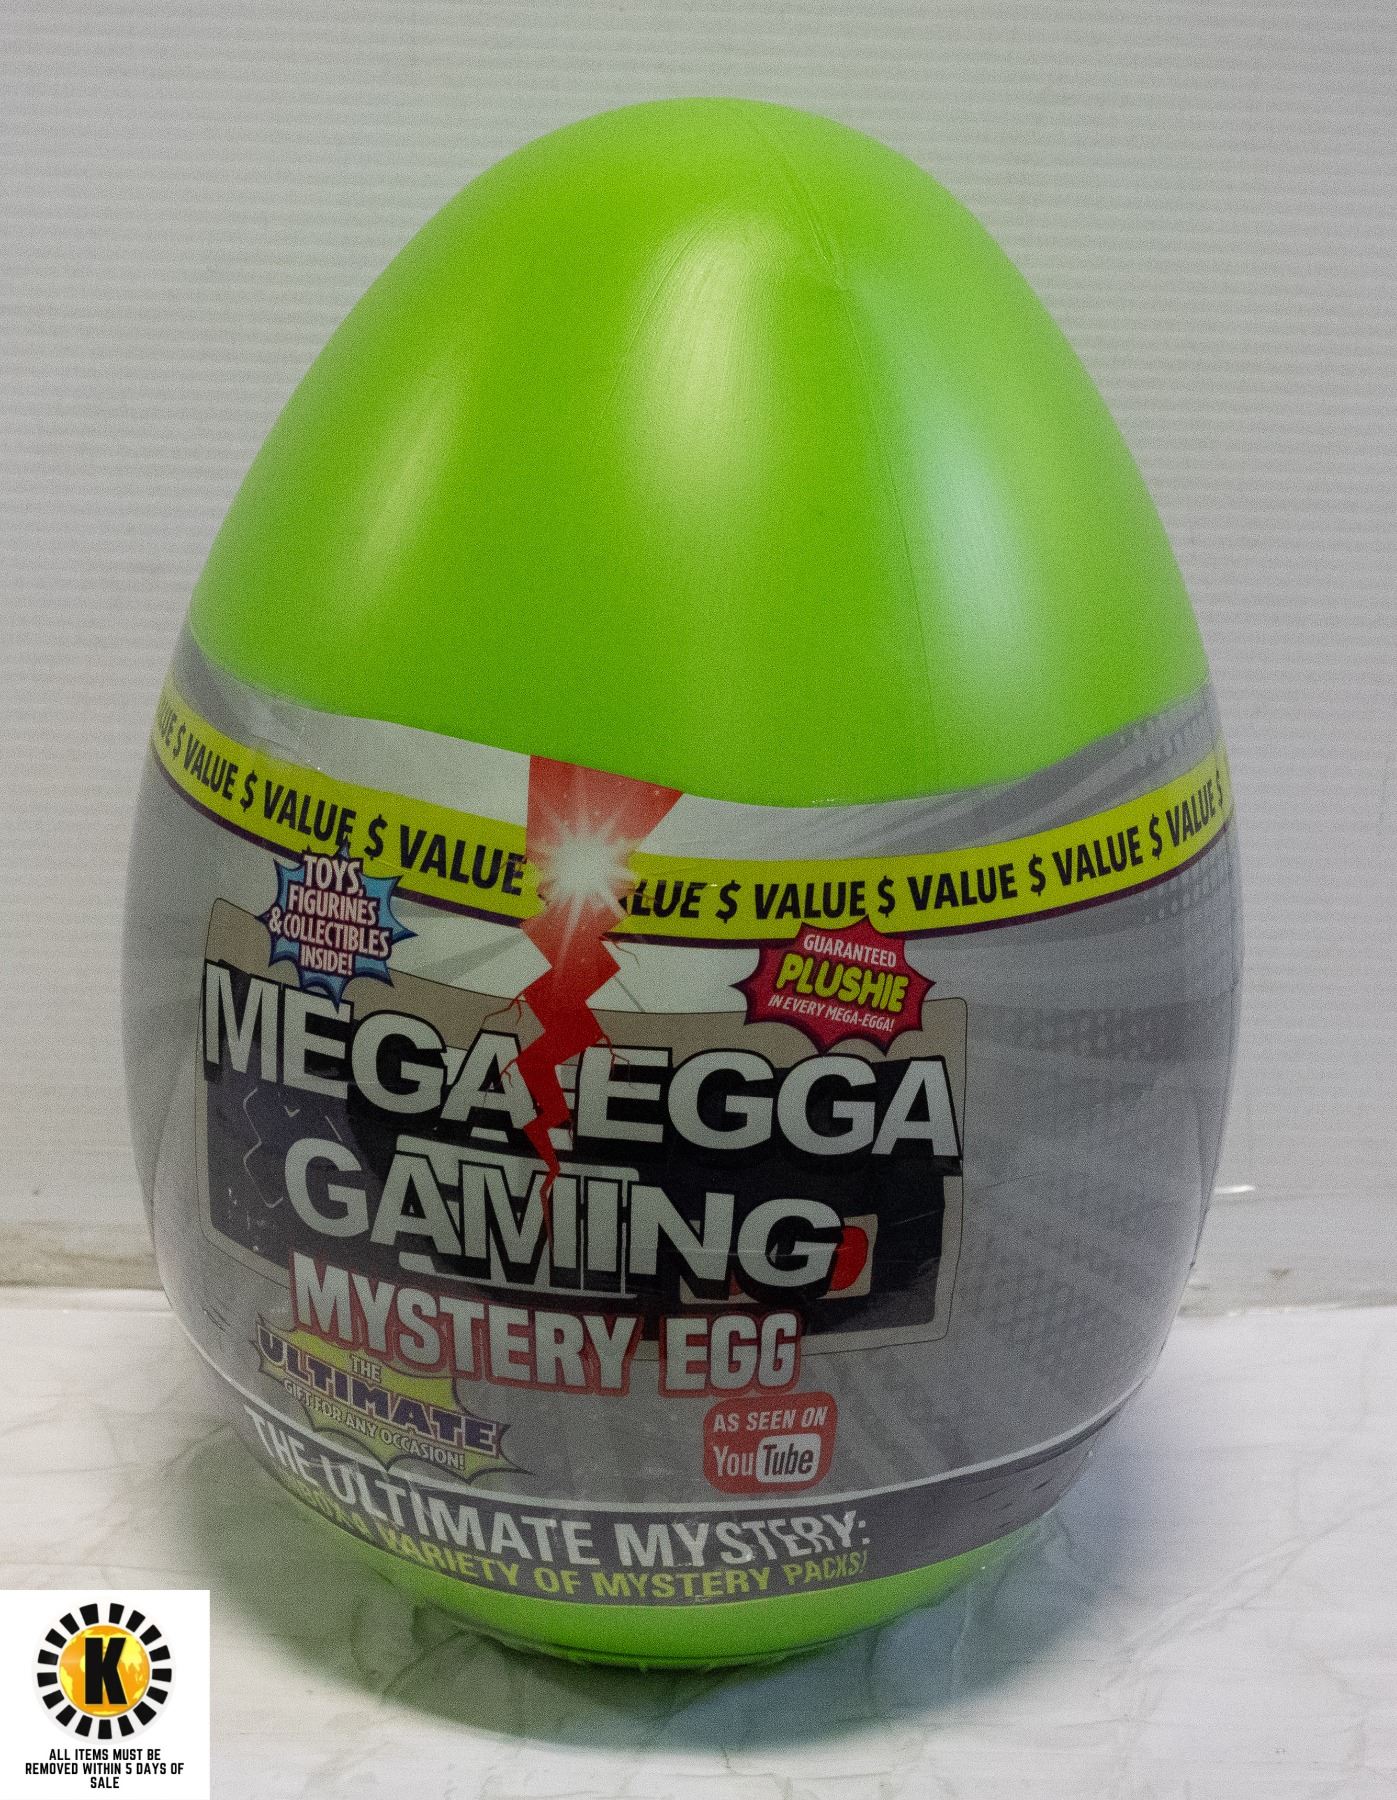 $ VALUE $ VALUE $ VALUE $ VALUE $ VALUE $ VALUE $
TOYS,
FIGURINES
&COLLECTIBLES
INSIDE!
GUARANTEED
PLUSHIE
IN EVERY MEGA-EGGA!
MEGA-EGGA
GAMING
MYSTERY EGG
THE
ULTIMATE
GIFT FOR ANY OCCASION!
AS SEEN ON
YouTube
THE ULTIMATE MYSTERY:
VARIETY OF MYSTERY PACKS!
K
ALL ITEMS MUST BE
REMOVED WITHIN 5 DAYS OF
SALE